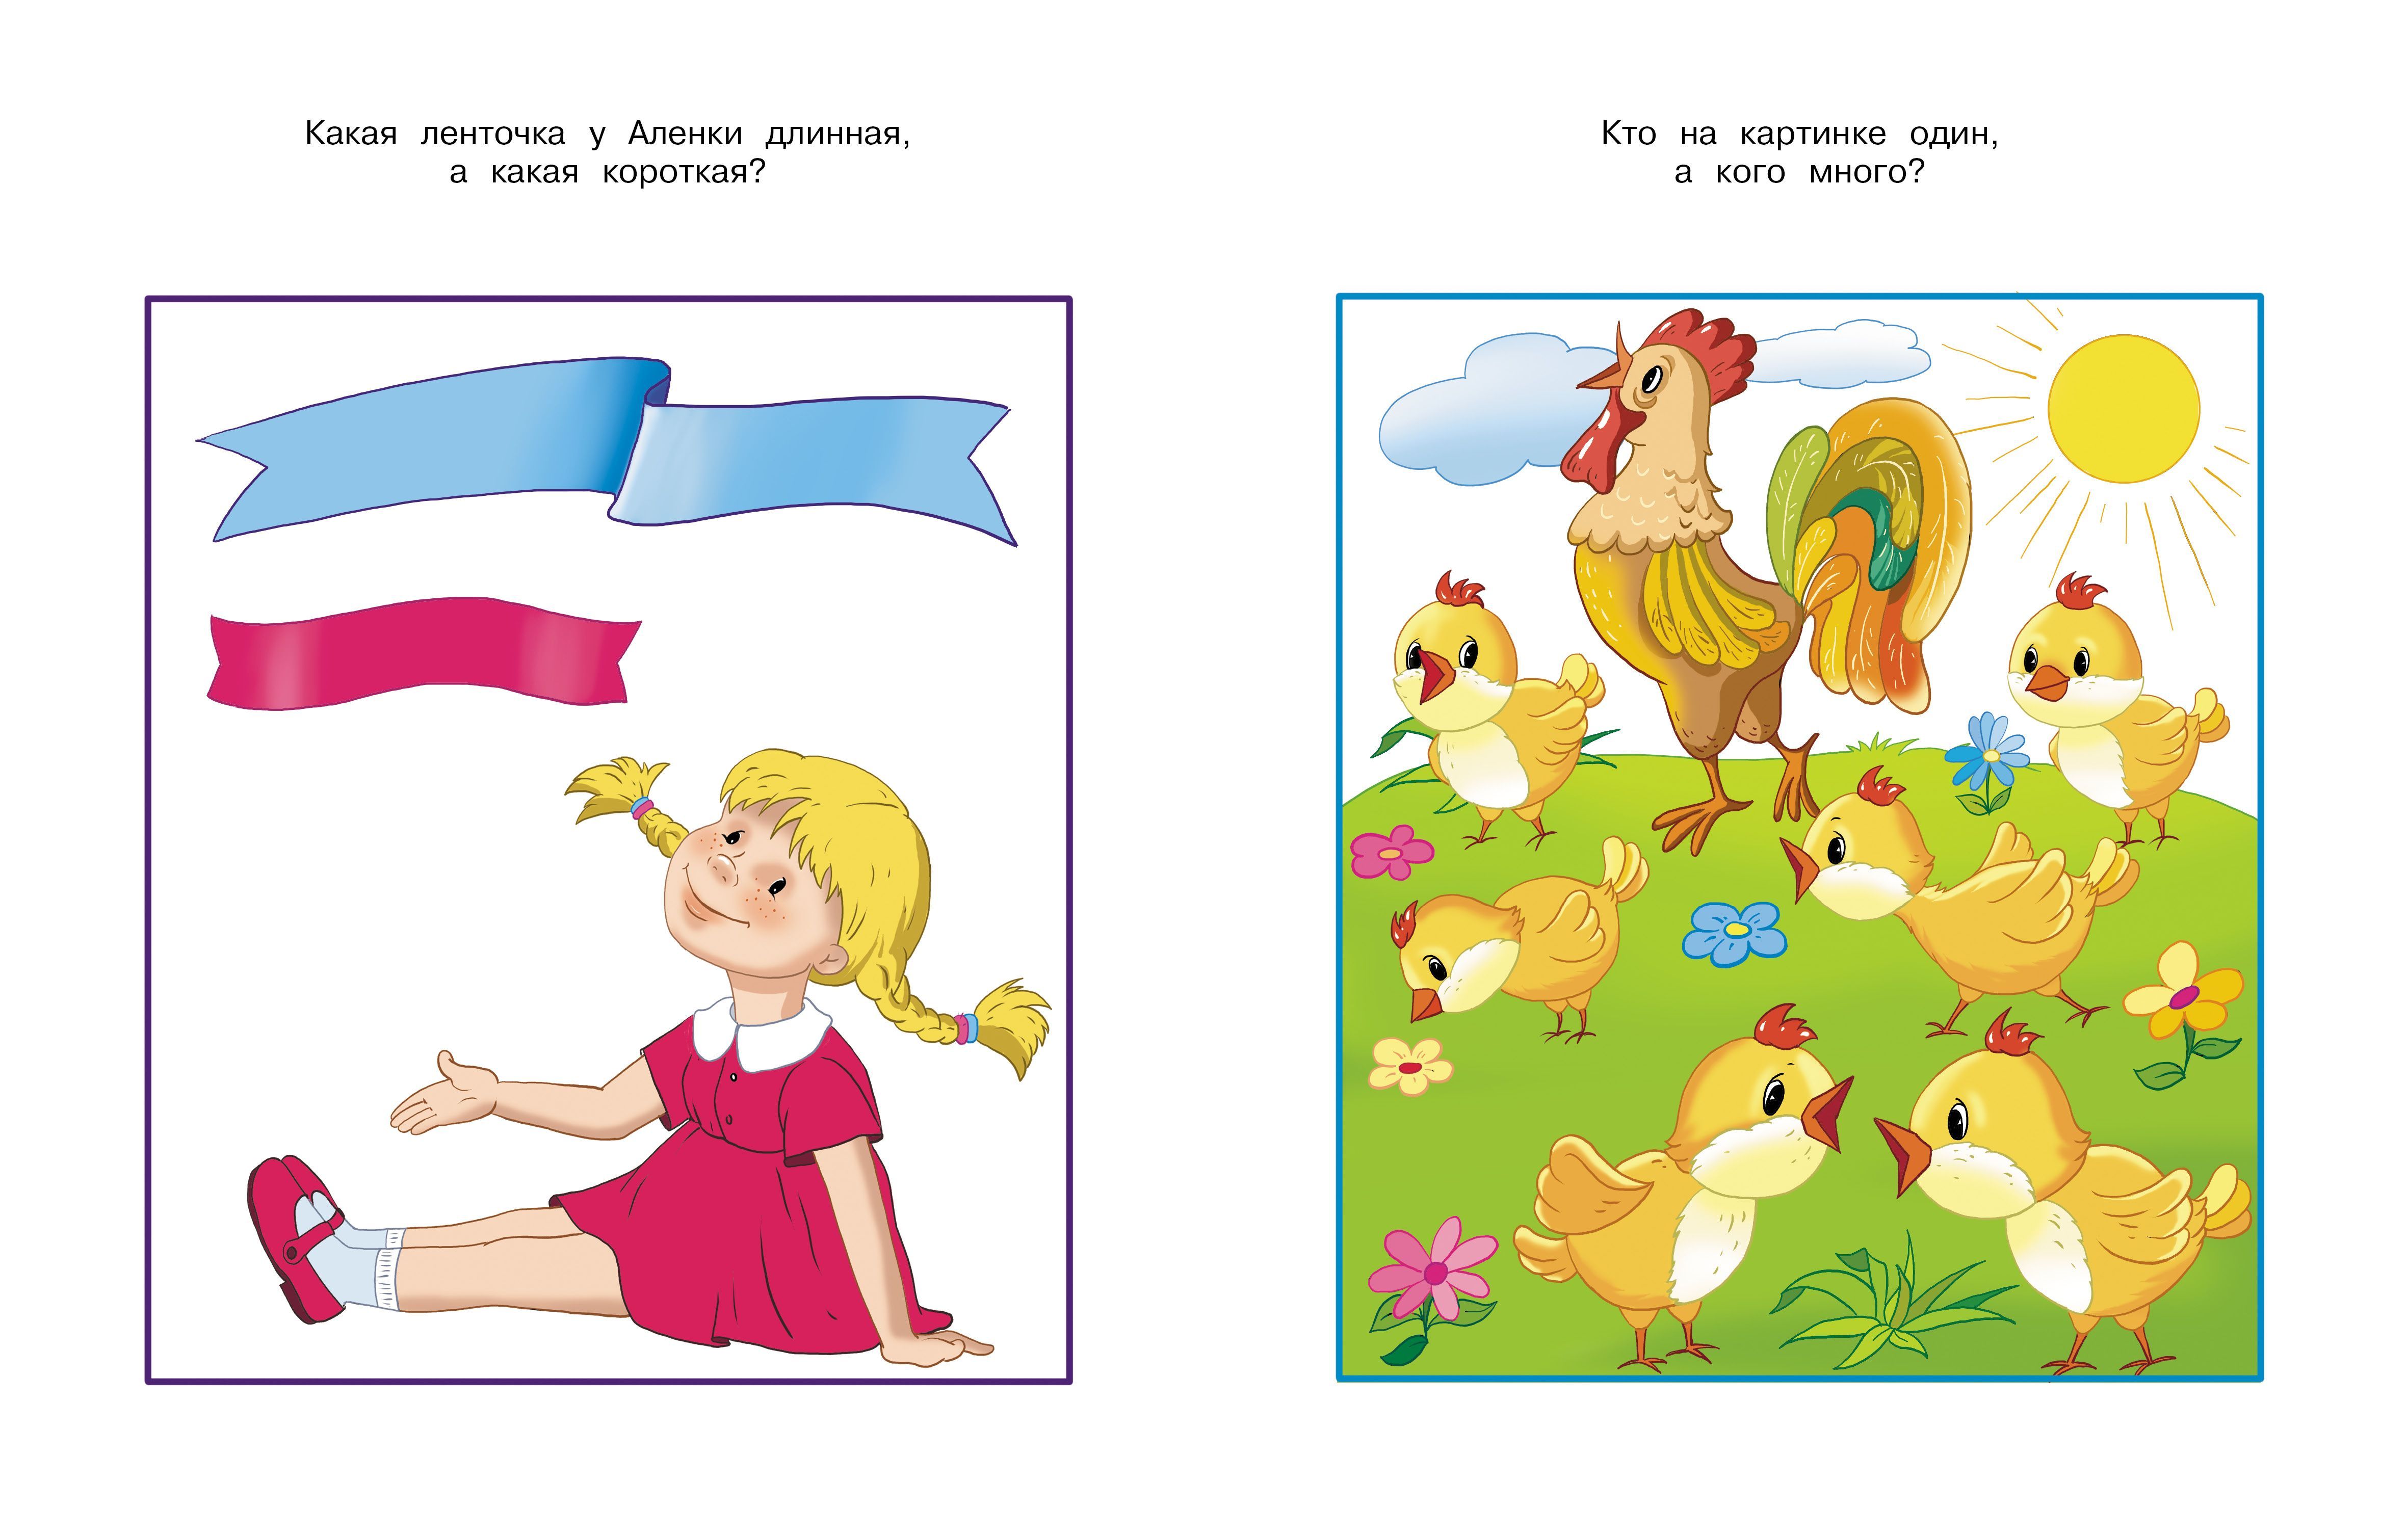 Какая ленточка у Аленки длинная,
а какая короткая?
Кто на картинке один,
а кого много?